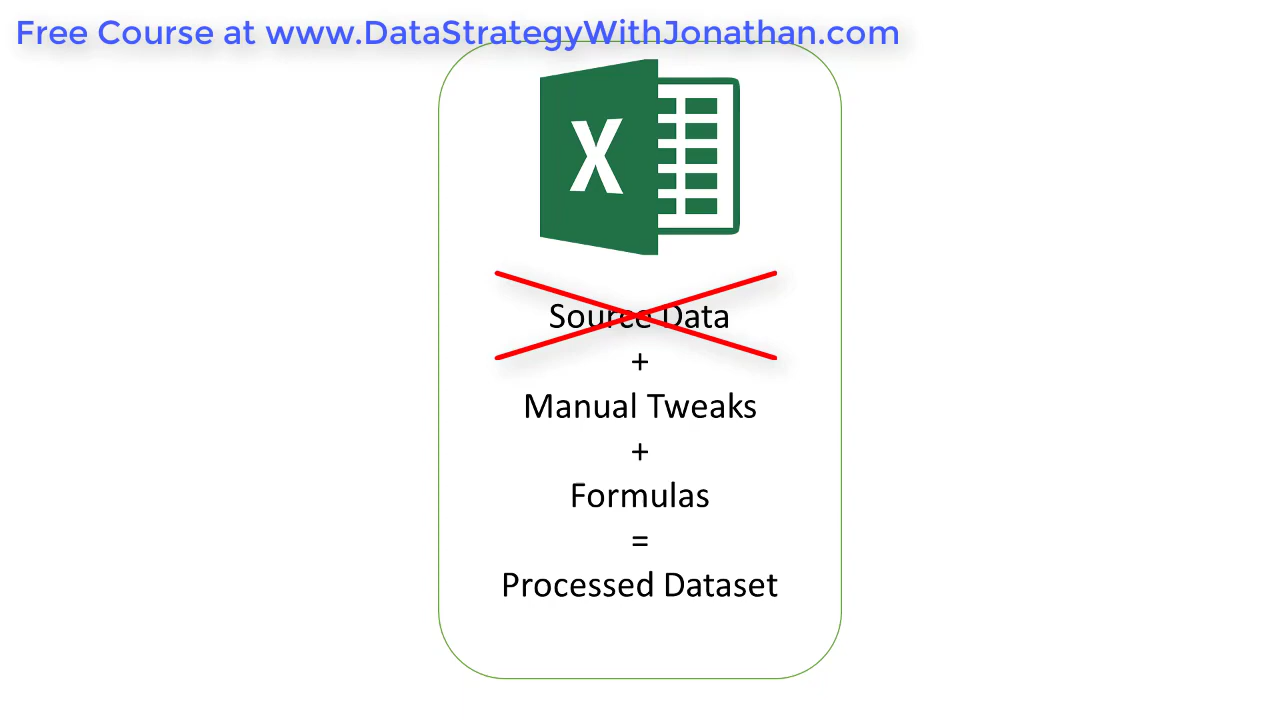 Free Course at www.DataStrategyWithJonathan.com
X
Source Data
+
Manual Tweaks
+
Formulas
=
Processed Dataset